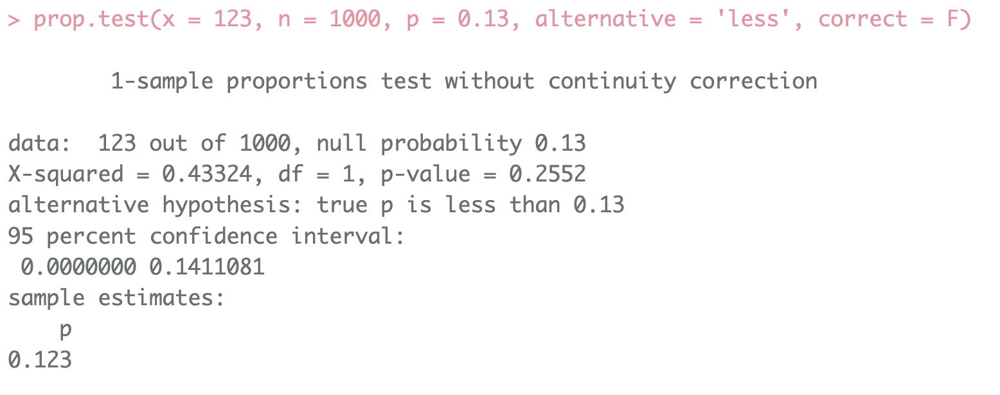 > prop.test(x = 123, n = 1000, p = 0.13, alternative = 'less', correct = F)
1-sample proportions test without continuity correction
data:  123 out of 1000, null probability 0.13
X-squared = 0.43324, df = 1, p-value = 0.2552
alternative hypothesis: true p is less than 0.13
95 percent confidence interval:
0.0000000 0.1411081
sample estimates:
p
0.123